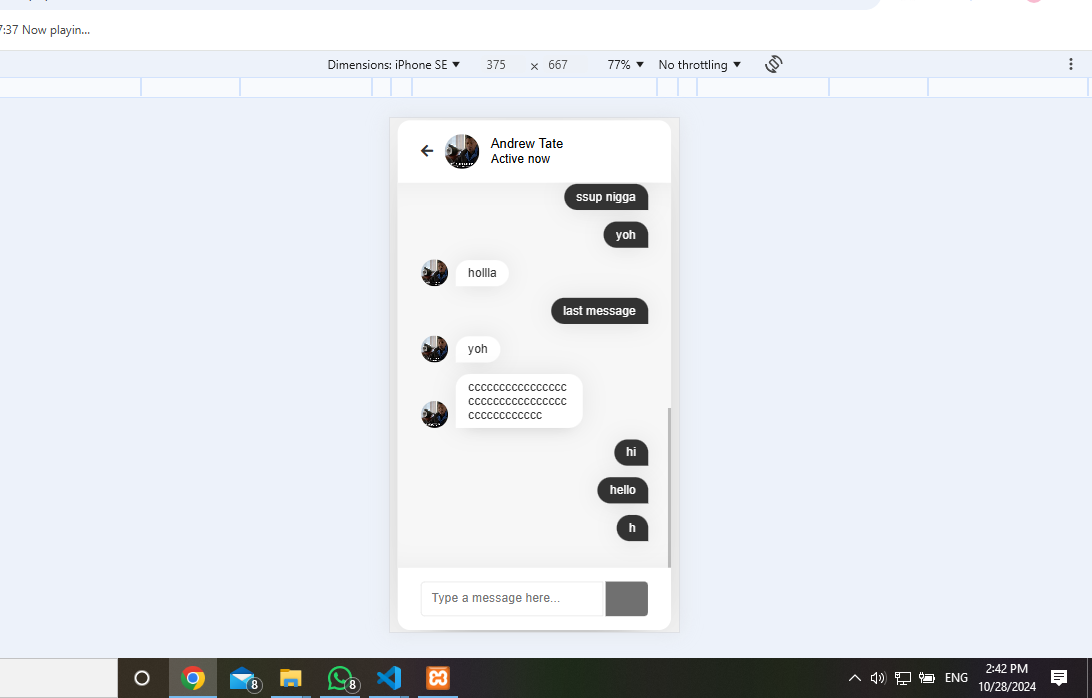 7:37 Now playin...
Dimensions: iPhone SE 375 × 667 77% No throttling
Andrew Tate
Active now
ssup nigga
yoh
hollla
last message
yoh
cccccccccccccccc
cccccccccccccccc
cccccccccccc
hi
hello
h
Type a message here...
8 8 ENG 2:42 PM
10/28/2024